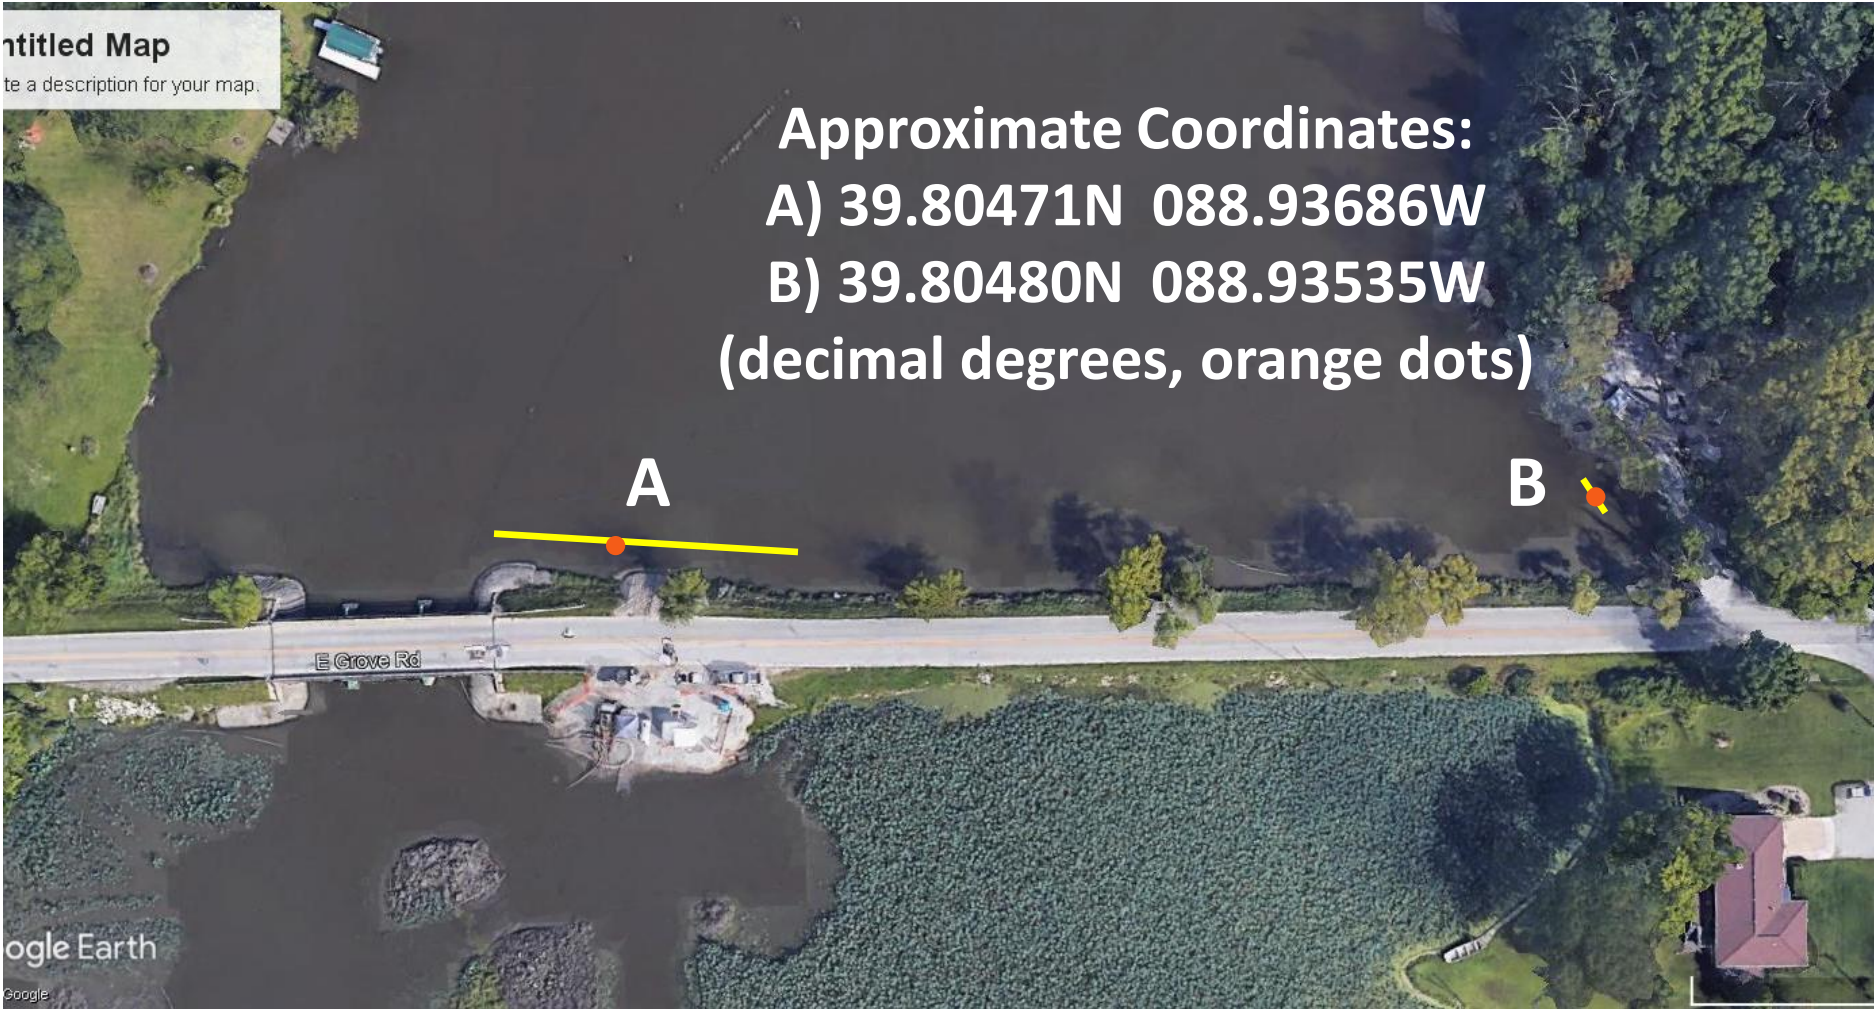 ntitled Map
te a description for your map.
Approximate Coordinates:
A) 39.80471N 088.93686W
B) 39.80480N 088.93535W
(decimal degrees, orange dots)
A
B
E Grove Rd
ogle Earth
Google